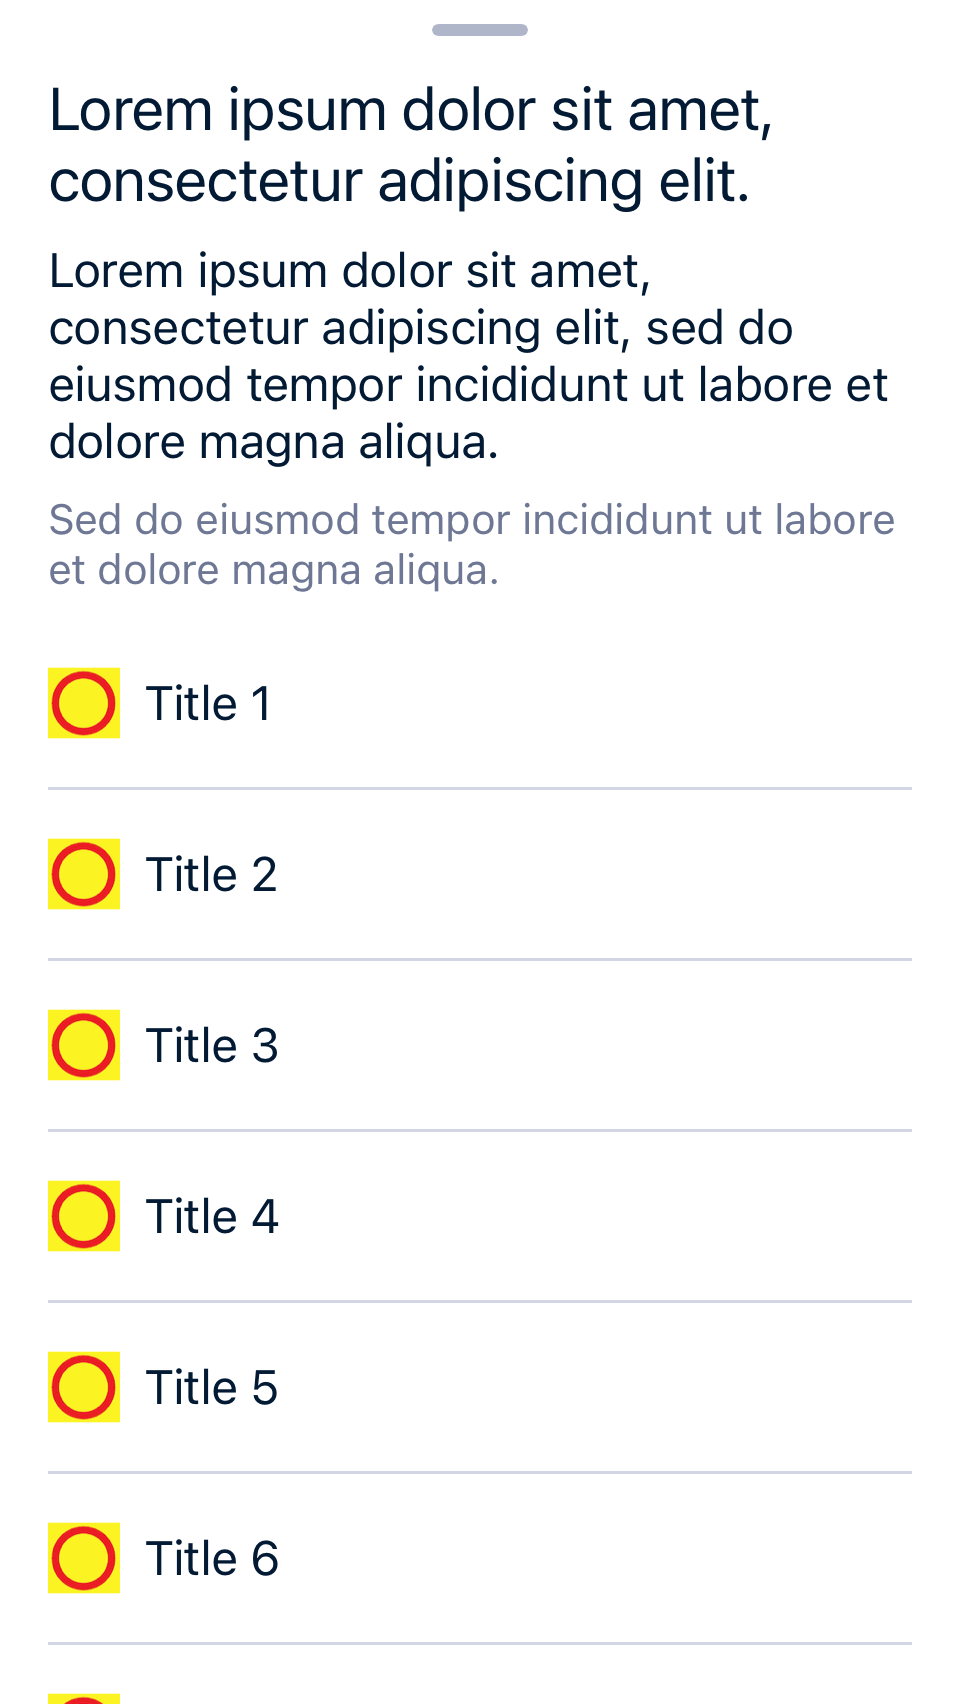 Lorem ipsum dolor sit amet,
consectetur adipiscing elit.
Lorem ipsum dolor sit amet,
consectetur adipiscing elit, sed do
eiusmod tempor incididunt ut labore et
dolore magna aliqua.
Sed do eiusmod tempor incididunt ut labore
et dolore magna aliqua.
Title 1
Title 2
Title 3
Title 4
Title 5
Title 6